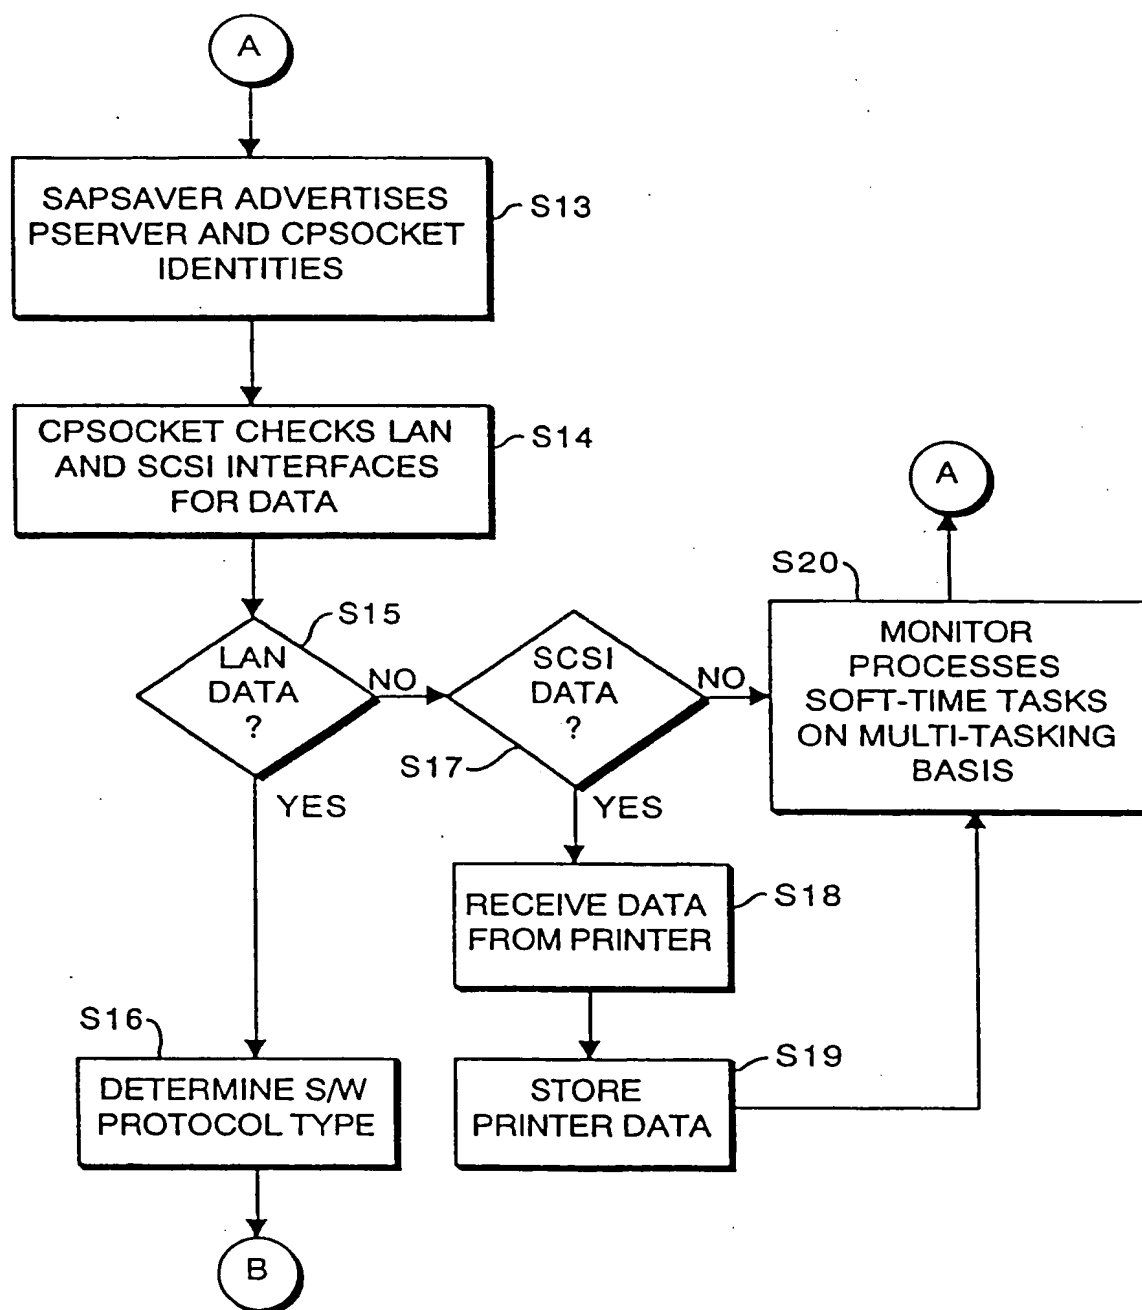 A
SAPSAVER ADVERTISES
PSERVER AND CPSOCKET
IDENTITIES
S13
CPSOCKET CHECKS LAN
AND SCSI INTERFACES
FOR DATA
S14
S15
LAN
DATA
?
NO
YES
SCSI
DATA
?
S17
NO
YES
A
S20
MONITOR
PROCESSES
SOFT-TIME TASKS
ON MULTI-TASKING
BASIS
RECEIVE DATA
FROM PRINTER
S18
STORE
PRINTER DATA
S19
S16
DETERMINE S/W
PROTOCOL TYPE
B